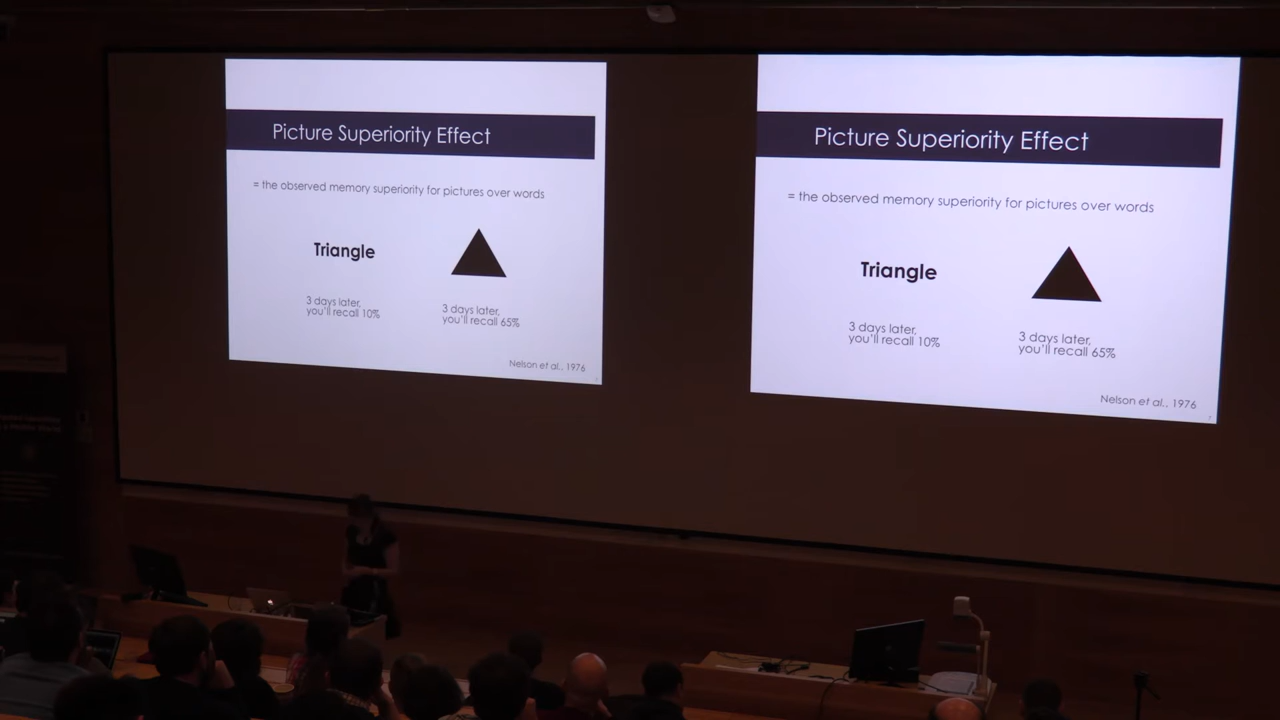 Picture Superiority Effect
= the observed memory superiority for pictures over words
Triangle
3 days later,
you'll recall 10%
3 days later,
you'll recall 65%
Nelson et al., 1976
Picture Superiority Effect
= the observed memory superiority for pictures over words
Triangle
3 days later,
you'll recall 10%
3 days later,
you'll recall 65%
Nelson et al., 1976
7